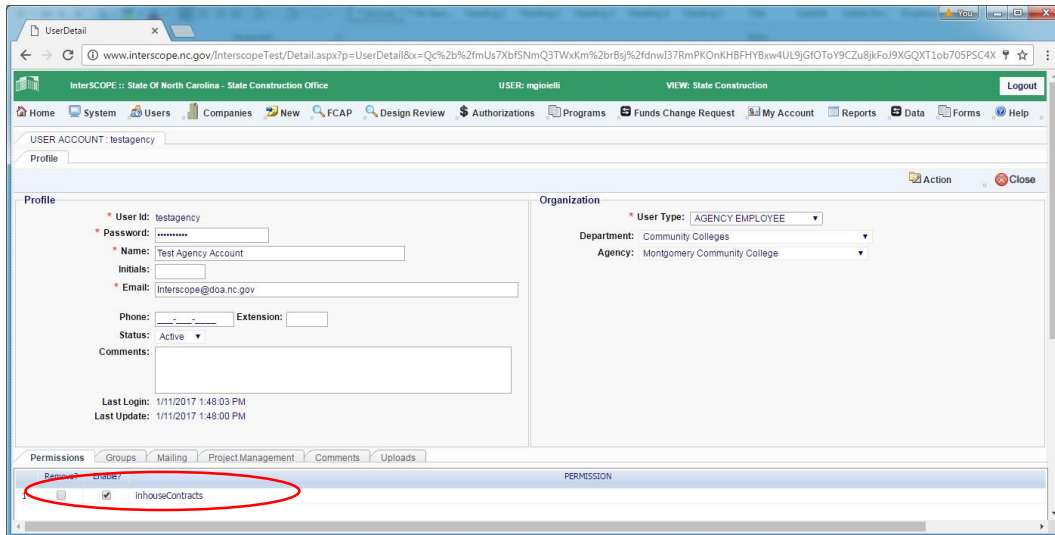 UserDetail
You
www.interscope.nc.gov/InterscopeTest/Detail.aspx?p=UserDetail&x=Qc%2b%2fmUs7XbfSNmQ3TWxKm%2brBsj%2fdnwI37RmPKOnKHBFHYBxw4UL9jGfOToY9CZu8jkFoJ9XGQXT1ob705PSC4X
InterSCOPE :: State Of North Carolina - State Construction Office USER: mgioielli VIEW: State Construction Logout
Home System Users Companies New FCAP Design Review Authorizations Programs Funds Change Request My Account Reports Data Forms Help
USER ACCOUNT : testagency
Profile
Action Close
Profile Organization
* User Id: testagency * User Type: AGENCY EMPLOYEE
* Password: •••••••••• Department: Community Colleges
* Name: Test Agency Account Agency: Montgomery Community College
Initials:
* Email: Interscope@doa.nc.gov
Phone: ___-___-____ Extension:
Status: Active
Comments:
Last Login: 1/11/2017 1:48:03 PM
Last Update: 1/11/2017 1:48:00 PM
Permissions Groups Mailing Project Management Comments Uploads
Remove? Enable? PERMISSION
1 inhouseContracts